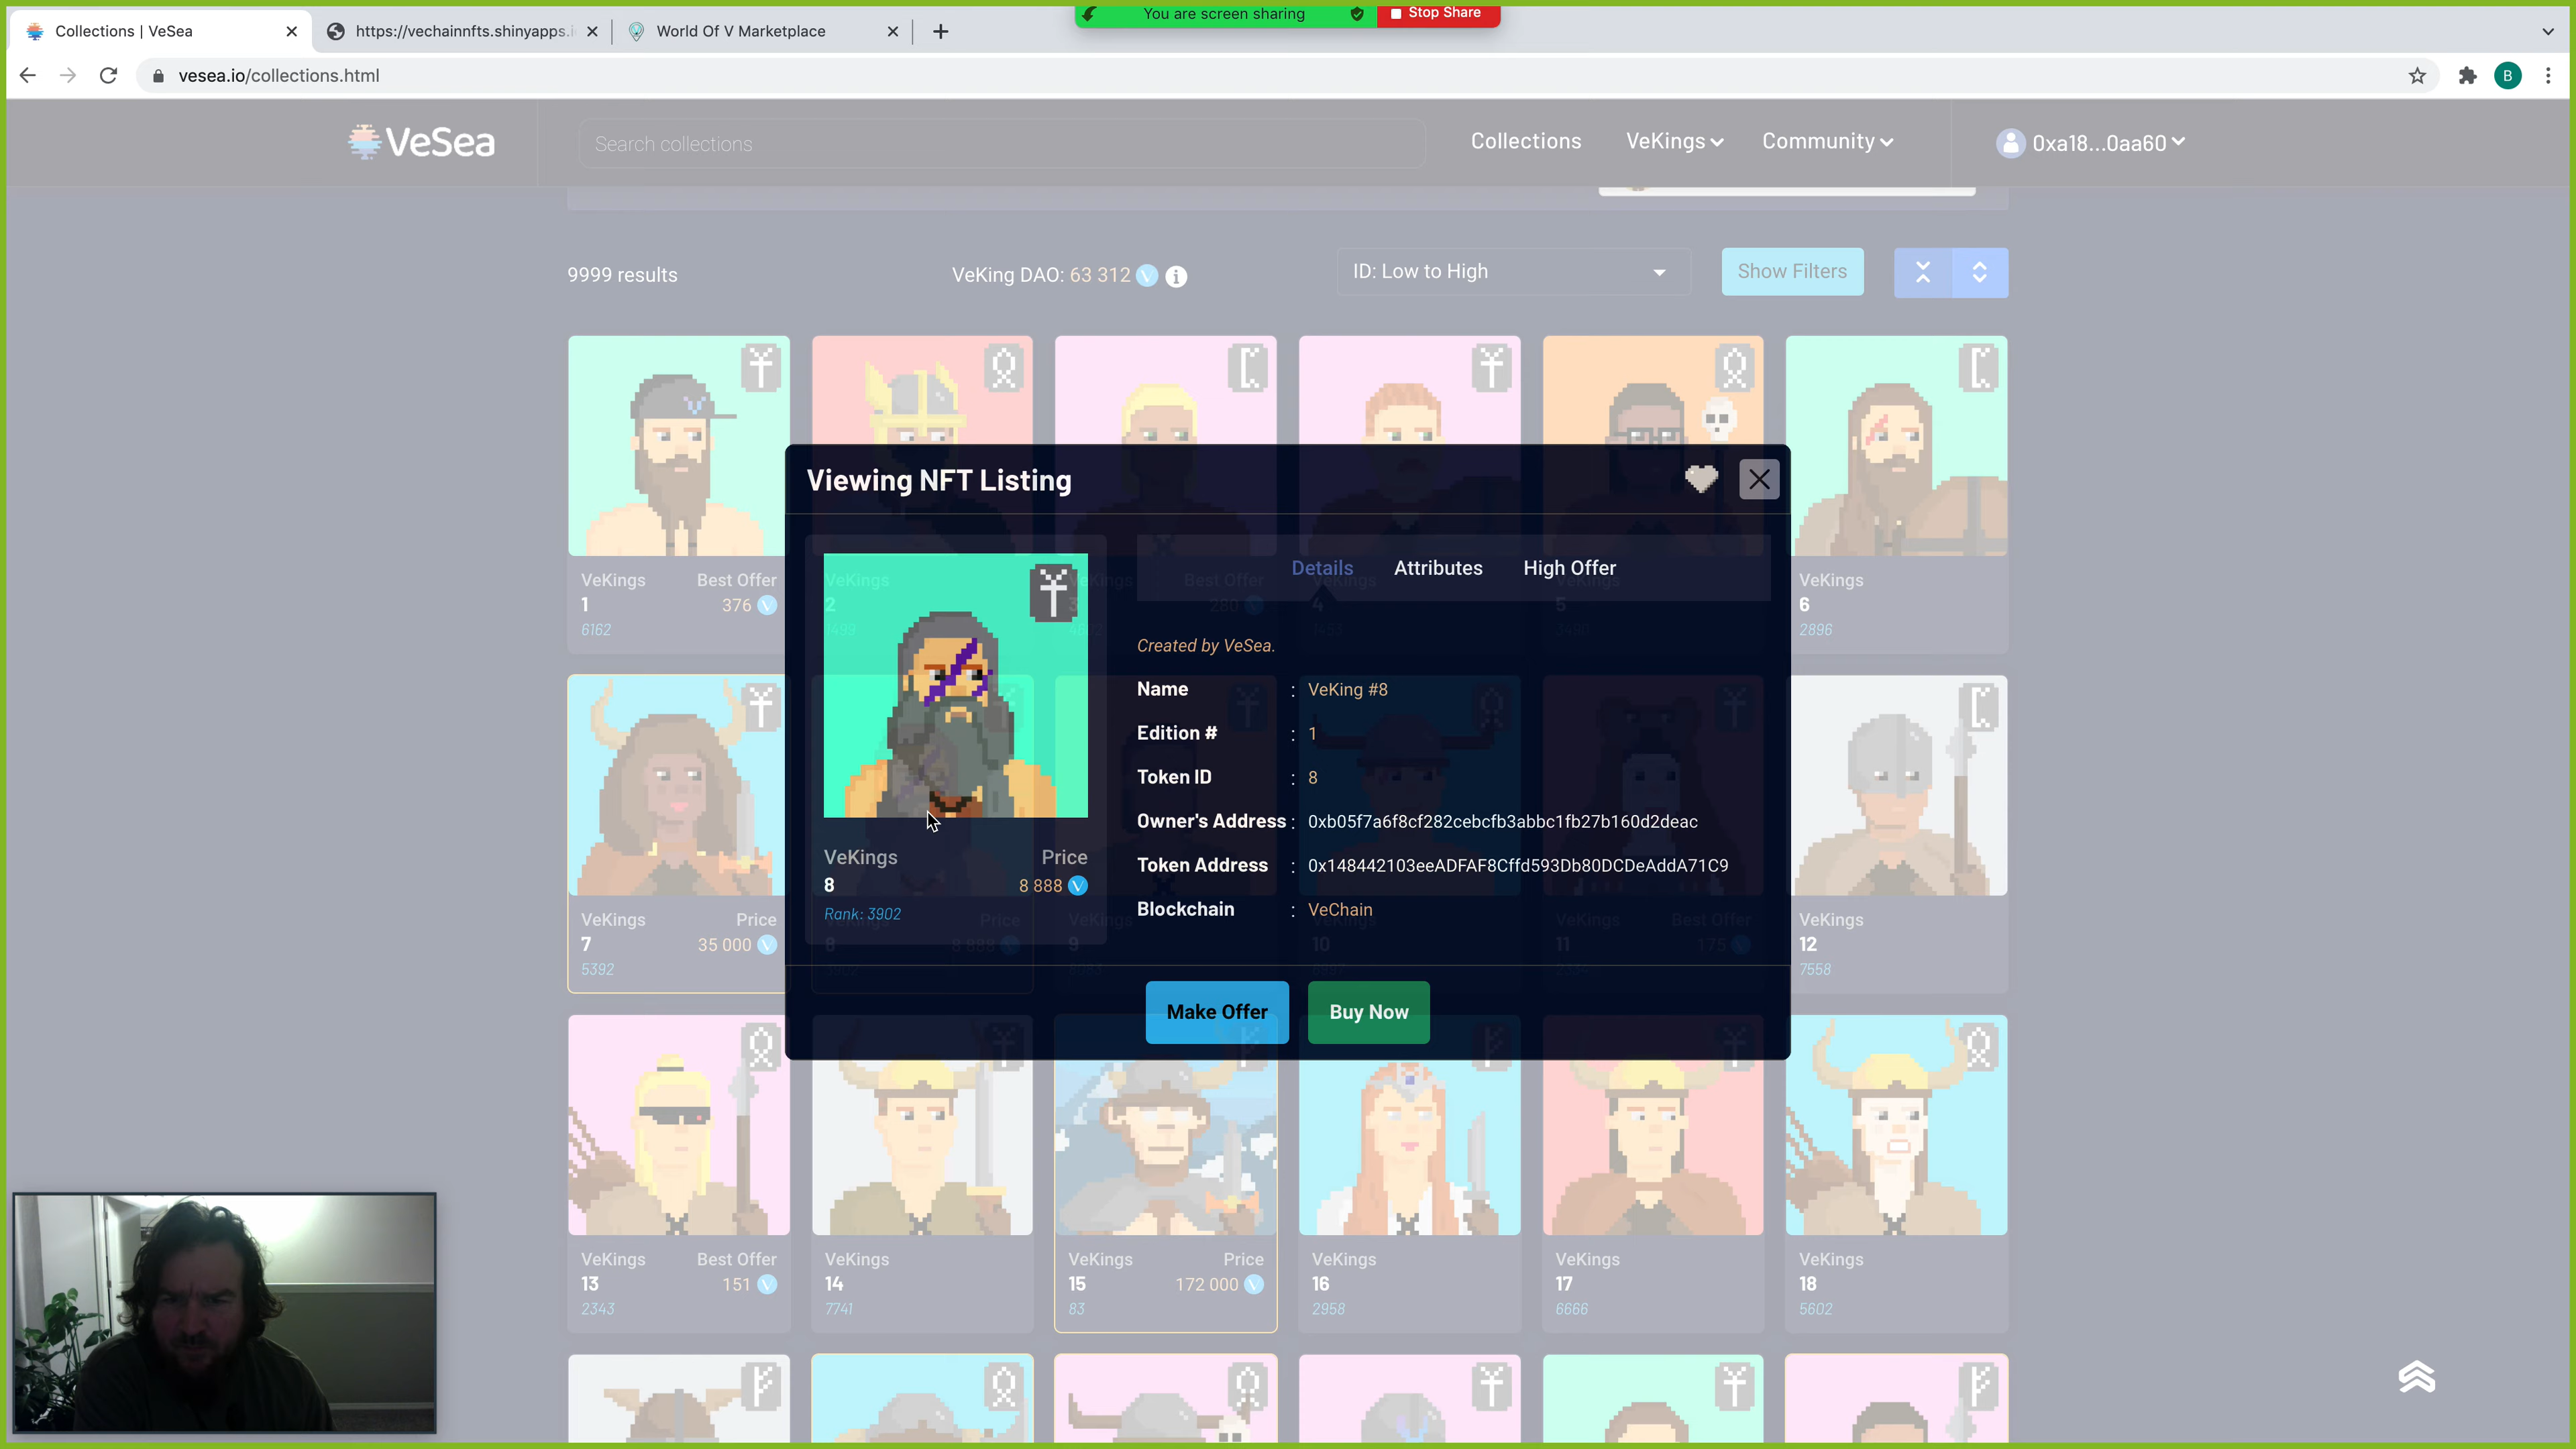 You are screen sharing
Stop Share
Collections | VeSea
https://vechainnfts.shinyapps.i
World Of V Marketplace
vesea.io/collections.html
B
VeSea
Search collections
Collections
VeKings
Community
0xa18...0aa60
9999 results
VeKing DAO: 63 312
ID: Low to High
Show Filters
Viewing NFT Listing
Details
Attributes
High Offer
Created by VeSea.
Name : VeKing #8
Edition # : 1
Token ID : 8
Owner's Address : 0xb05f7a6f8cf282cebcfb3abbc1fb27b160d2deac
Token Address : 0x148442103eeADFAF8Cffd593Db80DCDeAddA71C9
Blockchain : VeChain
VeKings Price
8 8 888
Rank: 3902
Make Offer
Buy Now
VeKings Best Offer
1 376
6162
VeKings
2
VeKings
6
2896
VeKings Price
7 35 000
5392
VeKings
12
7558
VeKings Best Offer
13 151
2343
VeKings
14
7741
VeKings Price
15 172 000
83
VeKings
16
2958
VeKings
17
6666
VeKings
18
5602